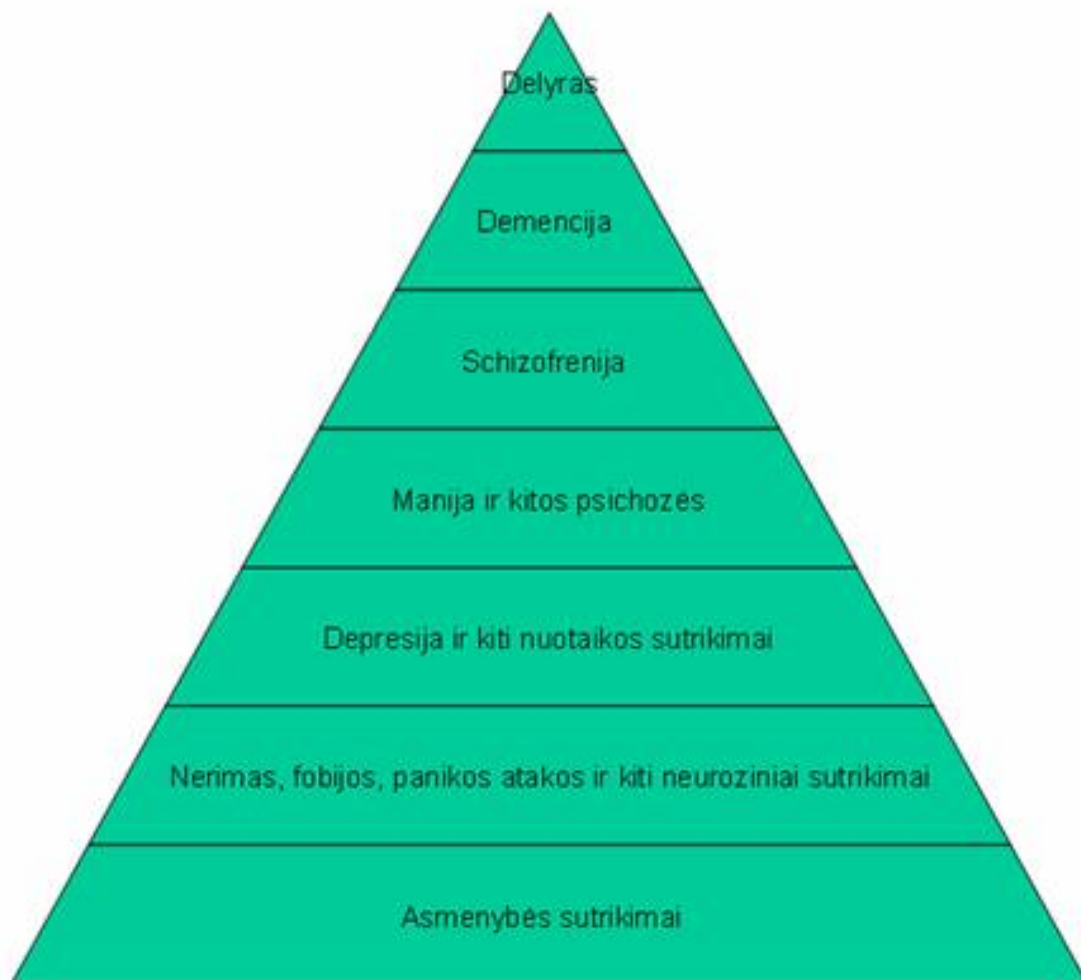 Delyras
Demencija
Schizofrenija
Manija ir kitos psichozės
Depresija ir kiti nuotaikos sutrikimai
Nerimas, fobijos, panikos atakos ir kiti neuroziniai sutrikimai
Asmenybės sutrikimai